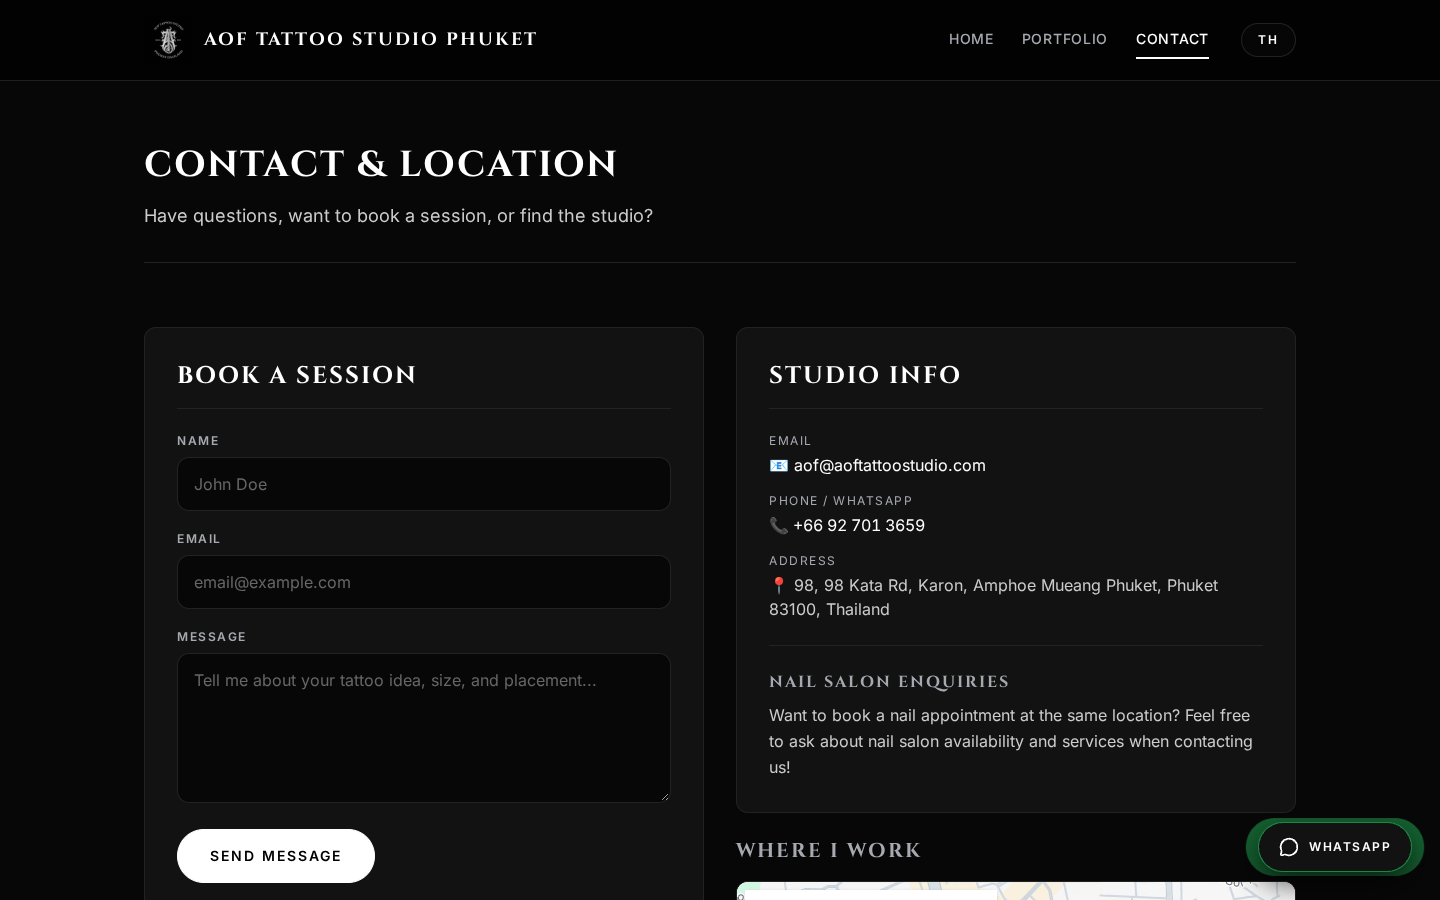 AOF TATTOO STUDIO PHUKET
HOME
PORTFOLIO
CONTACT
TH
CONTACT & LOCATION
Have questions, want to book a session, or find the studio?
BOOK A SESSION
NAME
John Doe
EMAIL
email@example.com
MESSAGE
Tell me about your tattoo idea, size, and placement...
SEND MESSAGE
STUDIO INFO
EMAIL
📧 aof@aoftattoostudio.com
PHONE / WHATSAPP
📞 +66 92 701 3659
ADDRESS
📍 98, 98 Kata Rd, Karon, Amphoe Mueang Phuket, Phuket
83100, Thailand
NAIL SALON ENQUIRIES
Want to book a nail appointment at the same location? Feel free
to ask about nail salon availability and services when contacting
us!
WHERE I WORK
WHATSAPP